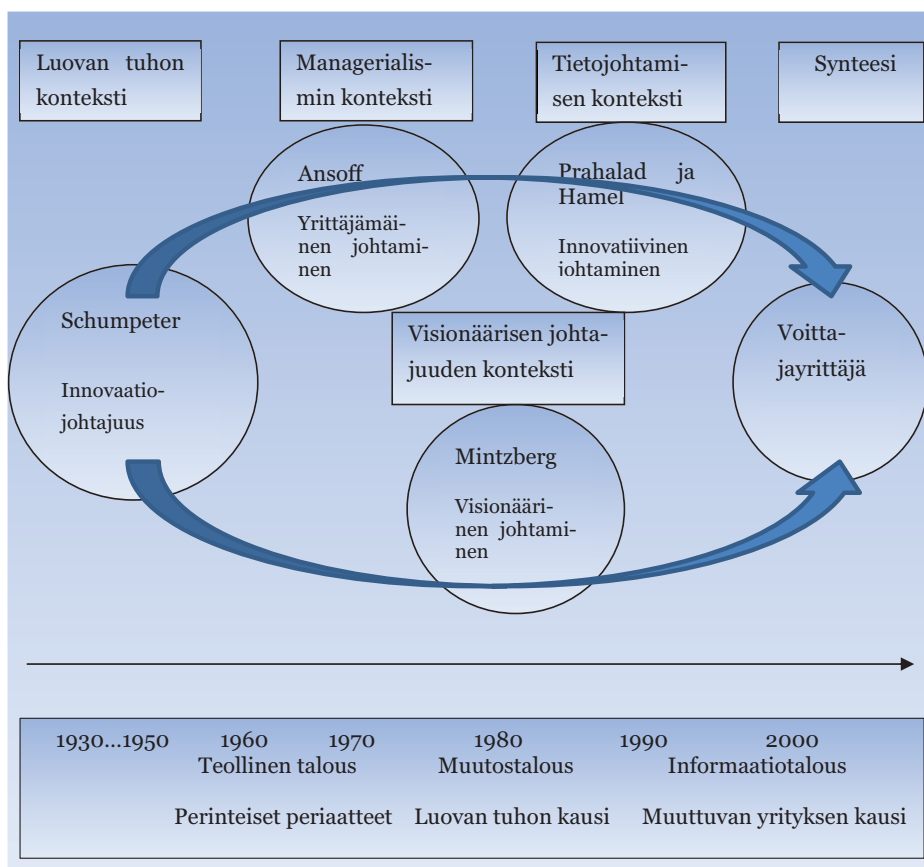 Luovan tuhon
konteksti
Managerialis-
min konteksti
Tietojohtami-
sen konteksti
Synteesi
Ansoff
Yrittäjämäi-
nen johtami-
nen
Prahalad ja
Hamel
Innovatiivinen
johtaminen
Schumpeter
Innovaatio-
johtajuus
Visionäärisen johta-
juuden konteksti
Voitta-
jayrittäjä
Mintzberg
Visionääri-
nen johtami-
nen
1930...1950 1960 1970 1980 1990 2000
Teollinen talous Muutostalous Informaatiotalous
Perinteiset periaatteet Luovan tuhon kausi Muuttuvan yrityksen kausi